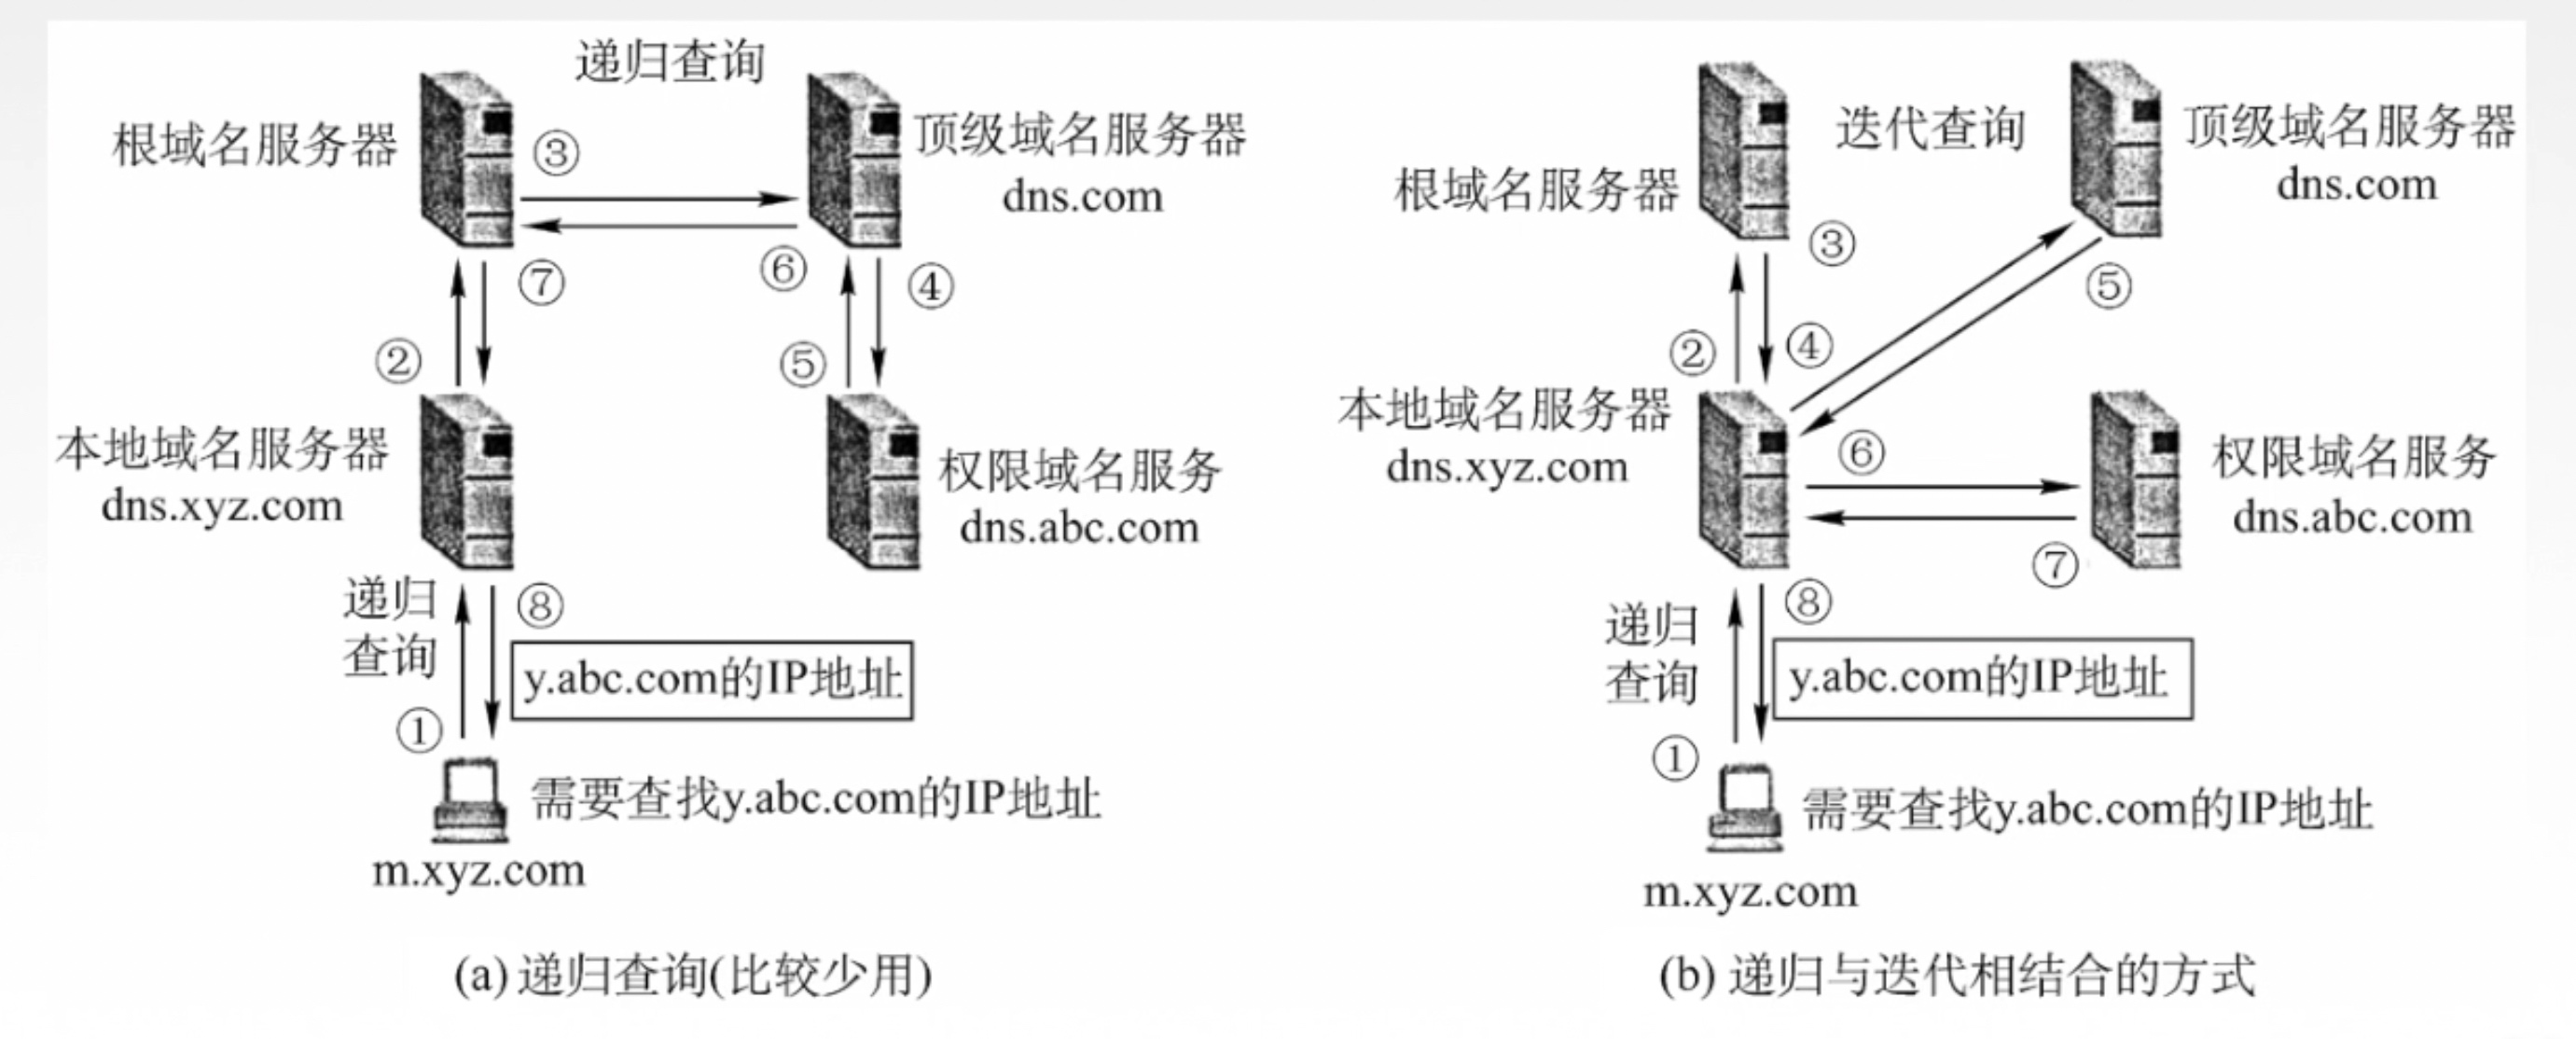 递归查询
根域名服务器
③
顶级域名服务器
dns.com
⑥
⑦
④
②
⑤
本地域名服务器
dns.xyz.com
权限域名服务
dns.abc.com
递归
查询
⑧
y.abc.com的IP地址
①
需要查找y.abc.com的IP地址
m.xyz.com
(a) 递归查询(比较少用)
迭代查询
根域名服务器
顶级域名服务器
dns.com
③
⑤
②
④
本地域名服务器
dns.xyz.com
⑥
权限域名服务
dns.abc.com
⑦
递归
查询
⑧
y.abc.com的IP地址
①
需要查找y.abc.com的IP地址
m.xyz.com
(b) 递归与迭代相结合的方式